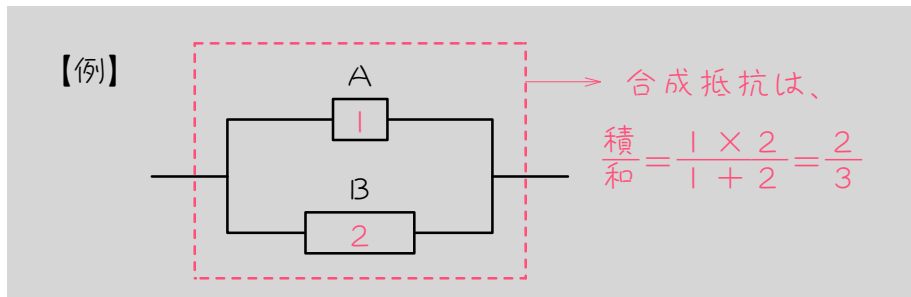 【例】
A
1
B
2
合成抵抗は、
積/和 = 1 × 2 / 1 + 2 = 2/3